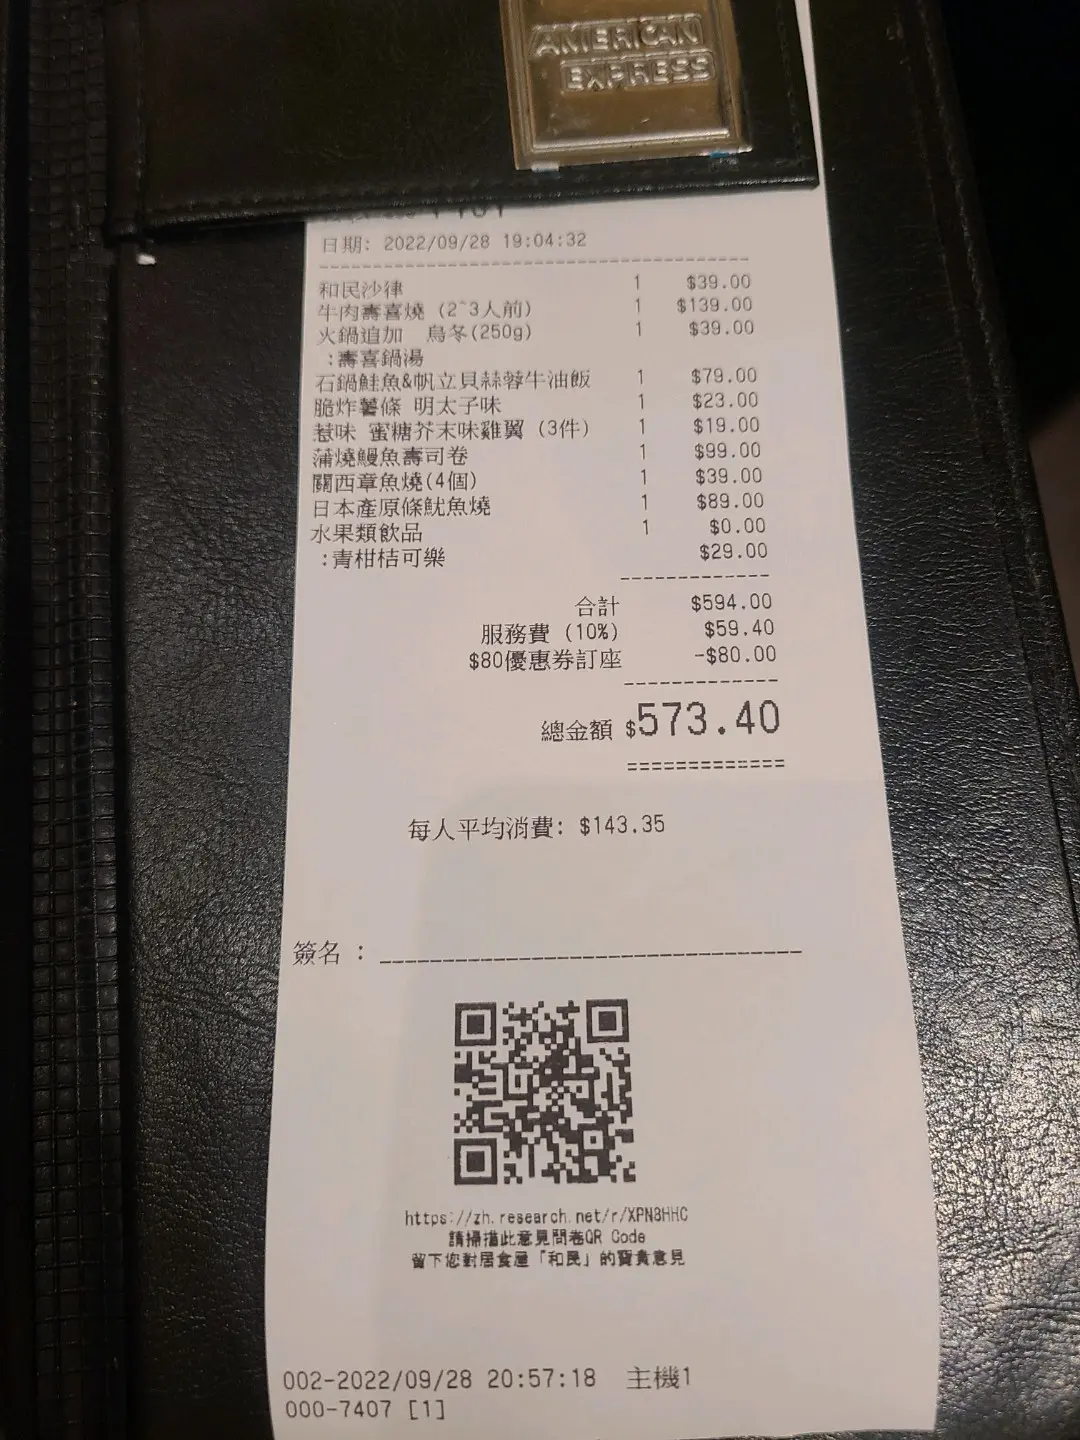 AMERICAN
EXPRESS
日期: 2022/09/28 19:04:32
和民沙律 1 $39.00
牛肉壽喜燒 (2~3人前) 1 $139.00
火鍋追加 烏冬(250g) 1 $39.00
:壽喜鍋湯
石鍋鮭魚&帆立貝蒜蓉牛油飯 1 $79.00
脆炸薯條 明太子味 1 $23.00
惹味 蜜糖芥末味雞翼 (3件) 1 $19.00
蒲燒鰻魚壽司卷 1 $99.00
關西章魚燒(4個) 1 $39.00
日本產原條魷魚燒 1 $89.00
水果類飲品 1 $0.00
:青柑桔可樂 $29.00
合計 $594.00
服務費 (10%) $59.40
$80優惠券訂座 -$80.00
總金額 $573.40
每人平均消費: $143.35
簽名 :
https://zh.research.net/r/XPN8HHC
請掃描此意見問卷QR Code
留下您對居食屋「和民」的寶貴意見
002-2022/09/28 20:57:18 主機1
000-7407 [1]